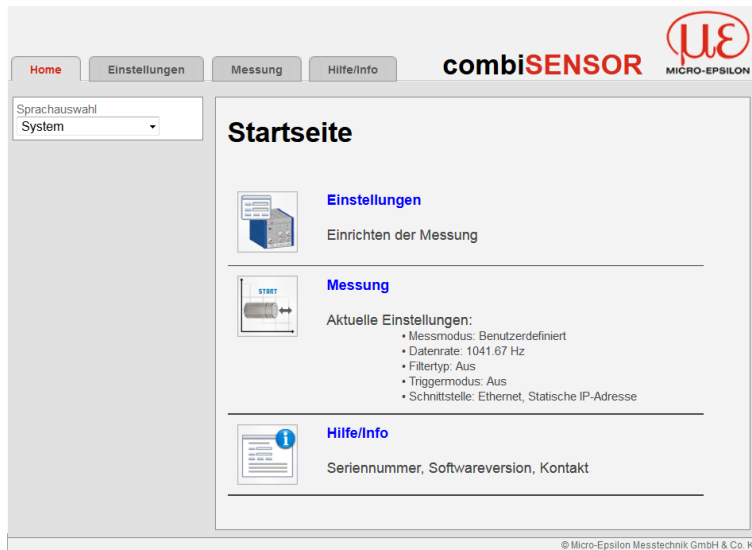 Home
Einstellungen
Messung
Hilfe/Info
combiSENSOR
με
MICRO-EPSILON
Sprachauswahl
System
Startseite
Einstellungen
Einrichten der Messung
START
Messung
Aktuelle Einstellungen:
• Messmodus: Benutzerdefiniert
• Datenrate: 1041.67 Hz
• Filtertyp: Aus
• Triggermodus: Aus
• Schnittstelle: Ethernet, Statische IP-Adresse
Hilfe/Info
Seriennummer, Softwareversion, Kontakt
© Micro-Epsilon Messtechnik GmbH & Co. K